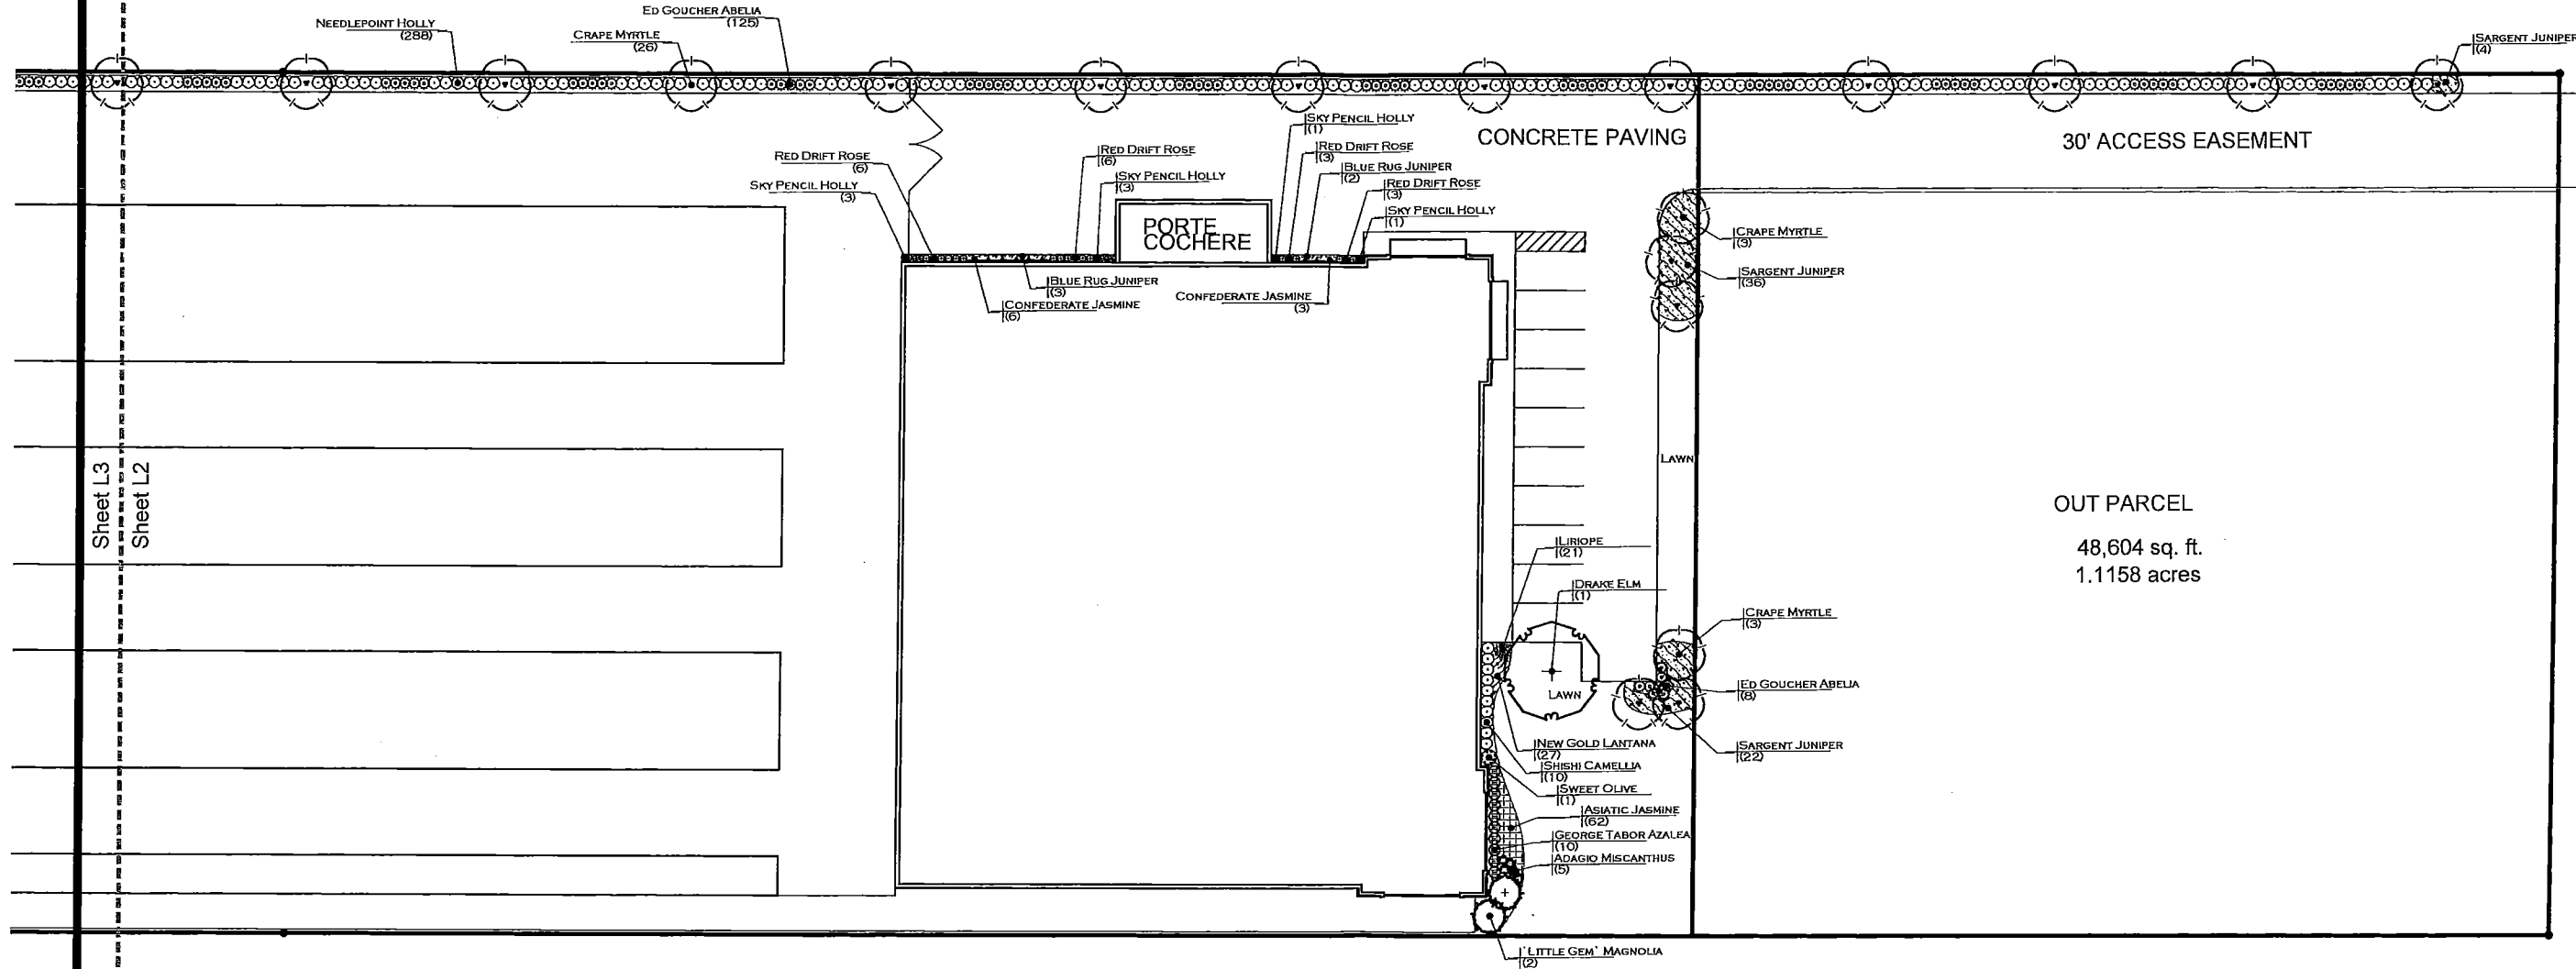 ED GOUCHER ABELIA
(125)
NEEDLEPOINT HOLLY
(288)
CRAPE MYRTLE
(26)
SARGENT JUNIPER
(4)
SKY PENCIL HOLLY
(1)
CONCRETE PAVING
30' ACCESS EASEMENT
RED DRIFT ROSE
(6)
SKY PENCIL HOLLY
(3)
RED DRIFT ROSE
(6)
SKY PENCIL HOLLY
(3)
RED DRIFT ROSE
(3)
BLUE RUG JUNIPER
(2)
RED DRIFT ROSE
(3)
SKY PENCIL HOLLY
(1)
PORTE
COCHERE
CRAPE MYRTLE
(3)
SARGENT JUNIPER
(36)
BLUE RUG JUNIPER
(3)
CONFEDERATE JASMINE
(6)
CONFEDERATE JASMINE
(3)
LAWN
Sheet L3
Sheet L2
OUT PARCEL
48,604 sq. ft.
1.1158 acres
LIRIOPE
(21)
DRAKE ELM
(1)
CRAPE MYRTLE
(3)
LAWN
ED GOUCHER ABELIA
(8)
SARGENT JUNIPER
(22)
NEW GOLD LANTANA
(27)
SHISHI CAMELLIA
(10)
SWEET OLIVE
(1)
ASIATIC JASMINE
(62)
GEORGE TABOR AZALEA
(10)
ADAGIO MISCANTHUS
(5)
'LITTLE GEM' MAGNOLIA
(2)